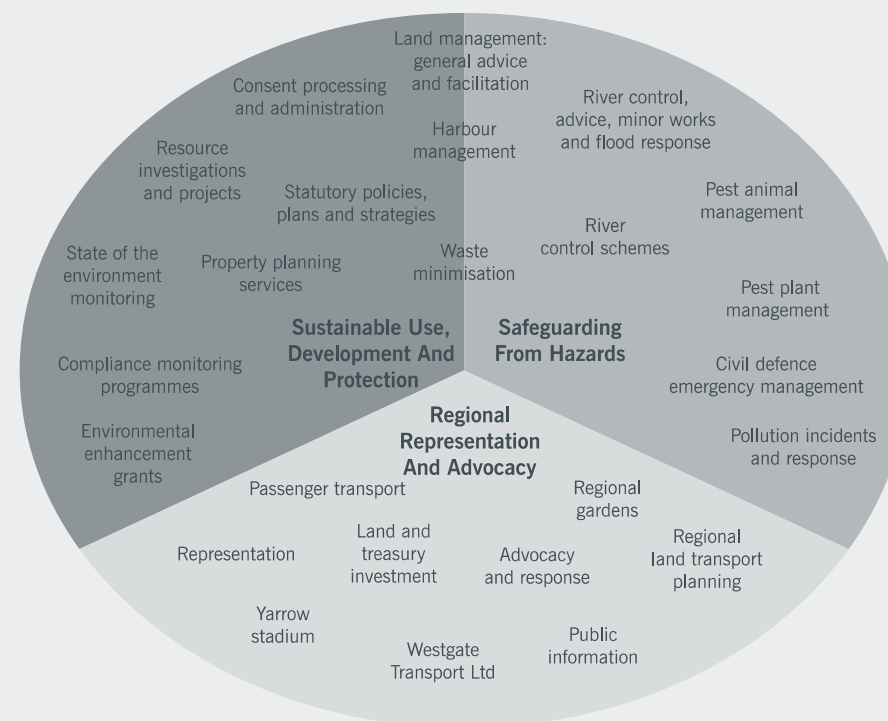 Land management:
general advice
and facilitation
Consent processing
and administration
River control,
advice, minor works
and flood response
Harbour
management
Resource
investigations
and projects
Statutory policies,
plans and strategies
Pest animal
management
River
control schemes
State of the
environment
monitoring
Property planning
services
Waste
minimisation
Pest plant
management
Sustainable Use,
Development And
Protection
Safeguarding
From Hazards
Compliance monitoring
programmes
Civil defence
emergency management
Regional
Representation
And Advocacy
Environmental
enhancement
grants
Pollution incidents
and response
Passenger transport
Regional
gardens
Representation
Land and
treasury
investment
Advocacy
and response
Regional
land transport
planning
Yarrow
stadium
Westgate
Transport Ltd
Public
information